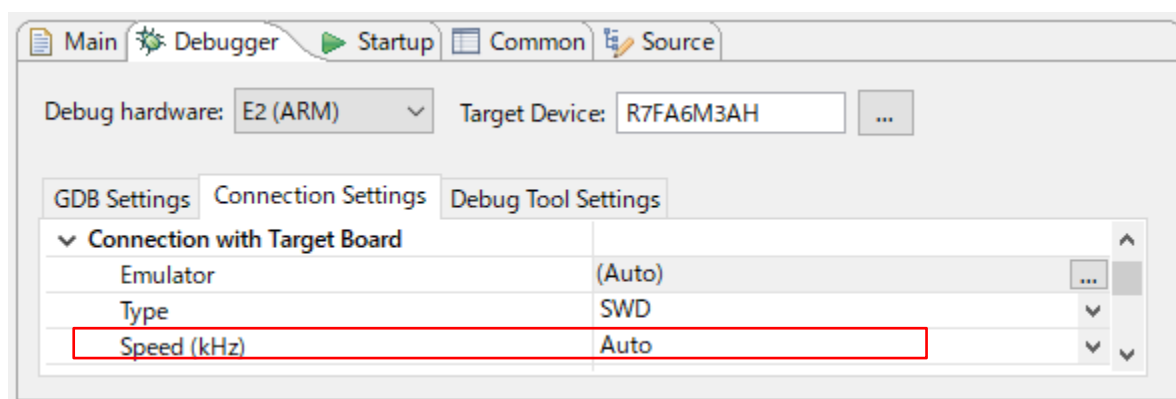 Main Debugger Startup Common Source
Debug hardware: E2 (ARM) Target Device: R7FA6M3AH ...
GDB Settings Connection Settings Debug Tool Settings
Connection with Target Board
Emulator (Auto) ...
Type SWD
Speed (kHz) Auto